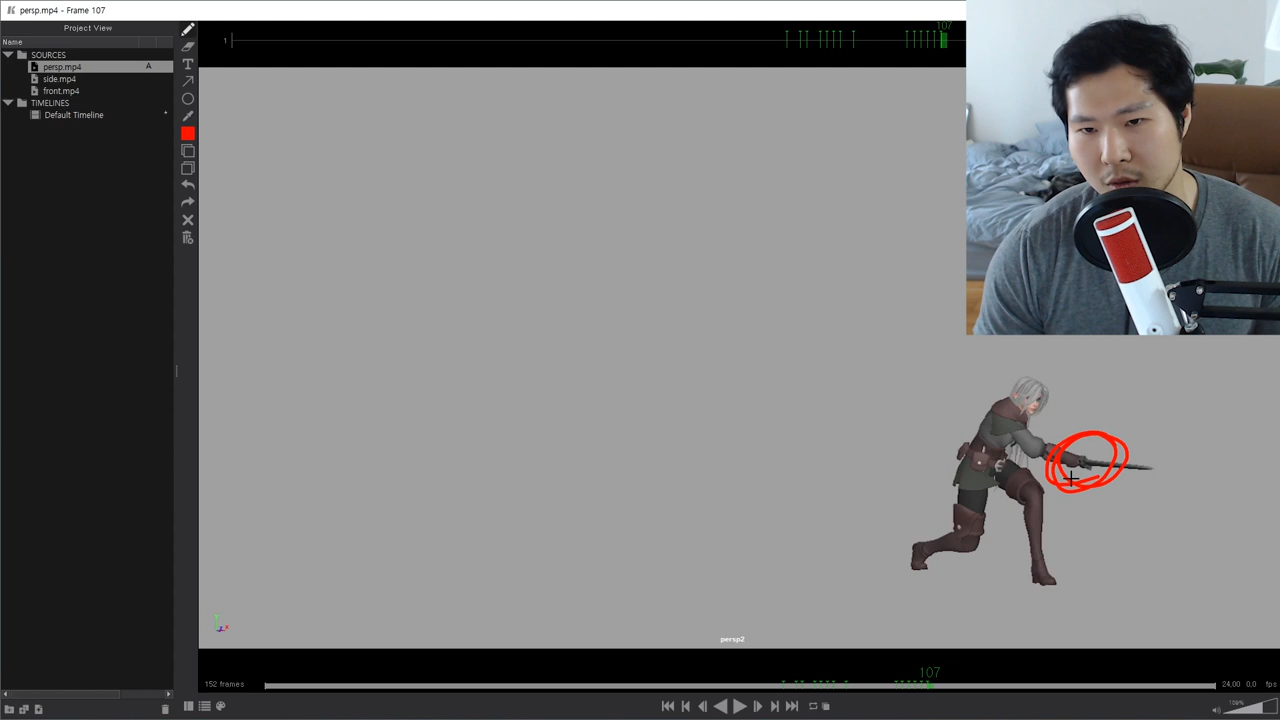 persp.mp4 - Frame 107
Project View
Name
SOURCES
persp.mp4 A
side.mp4
front.mp4
TIMELINES
Default Timeline
1
107
persp2
107
152 frames
24,00 0,0 fps